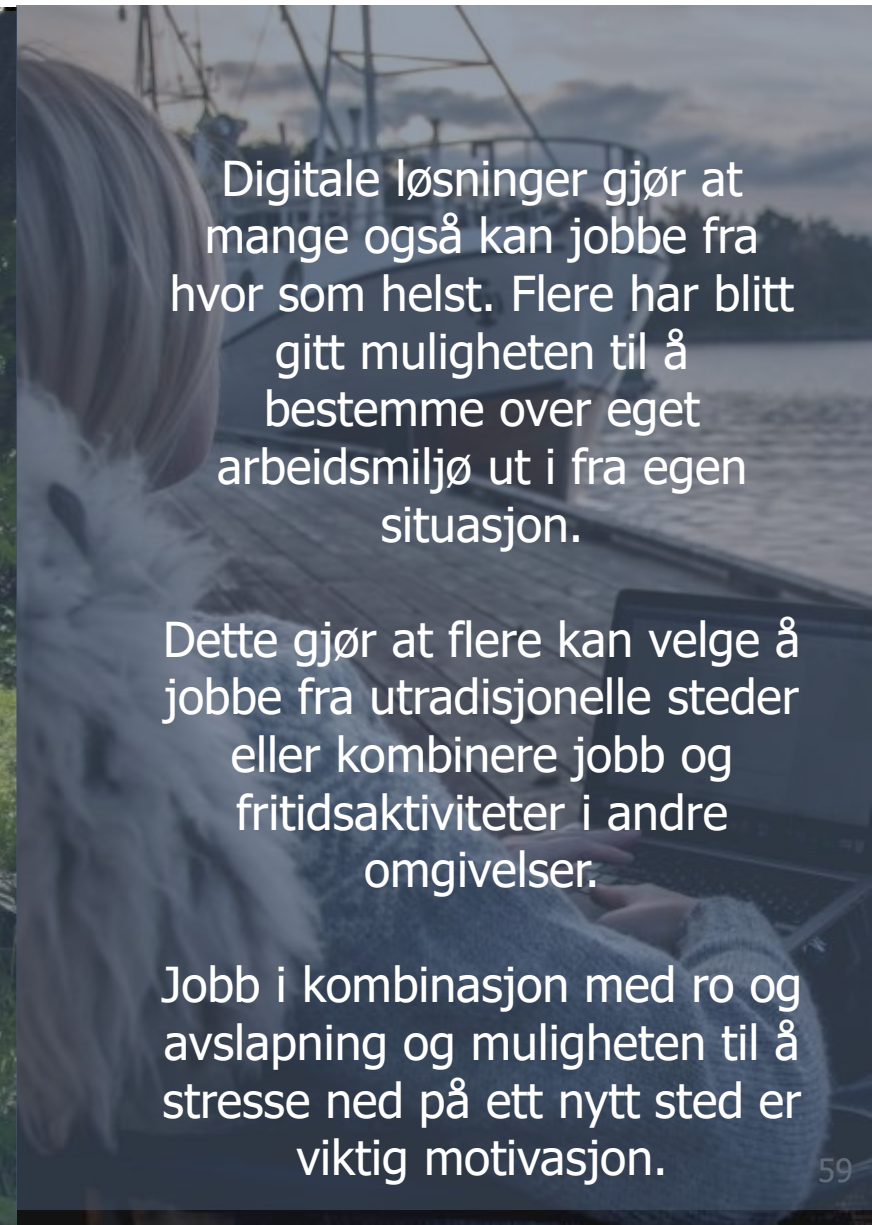 Digitale løsninger gjør at
mange også kan jobbe fra
hvor som helst. Flere har blitt
gitt muligheten til å
bestemme over eget
arbeidsmiljø ut i fra egen
situasjon.
Dette gjør at flere kan velge å
jobbe fra utradisjonelle steder
eller kombinere jobb og
fritidsaktiviteter i andre
omgivelser.
Jobb i kombinasjon med ro og
avslapning og muligheten til å
stresse ned på ett nytt sted er
viktig motivasjon.
59